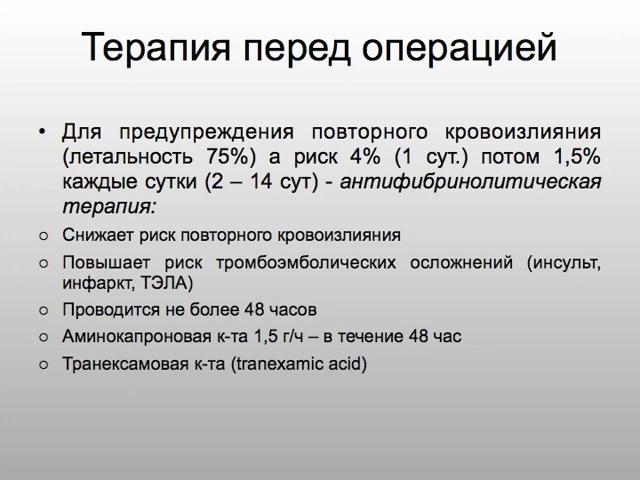 Терапия перед операцией
• Для предупреждения повторного кровоизлияния
(летальность 75%) а риск 4% (1 сут.) потом 1,5%
каждые сутки (2 – 14 сут) - антифибринолитическая
терапия:
○ Снижает риск повторного кровоизлияния
○ Повышает риск тромбоэмболических осложнений (инсульт,
инфаркт, ТЭЛА)
○ Проводится не более 48 часов
○ Аминокапроновая к-та 1,5 г/ч – в течение 48 час
○ Транексамовая к-та (tranexamic acid)